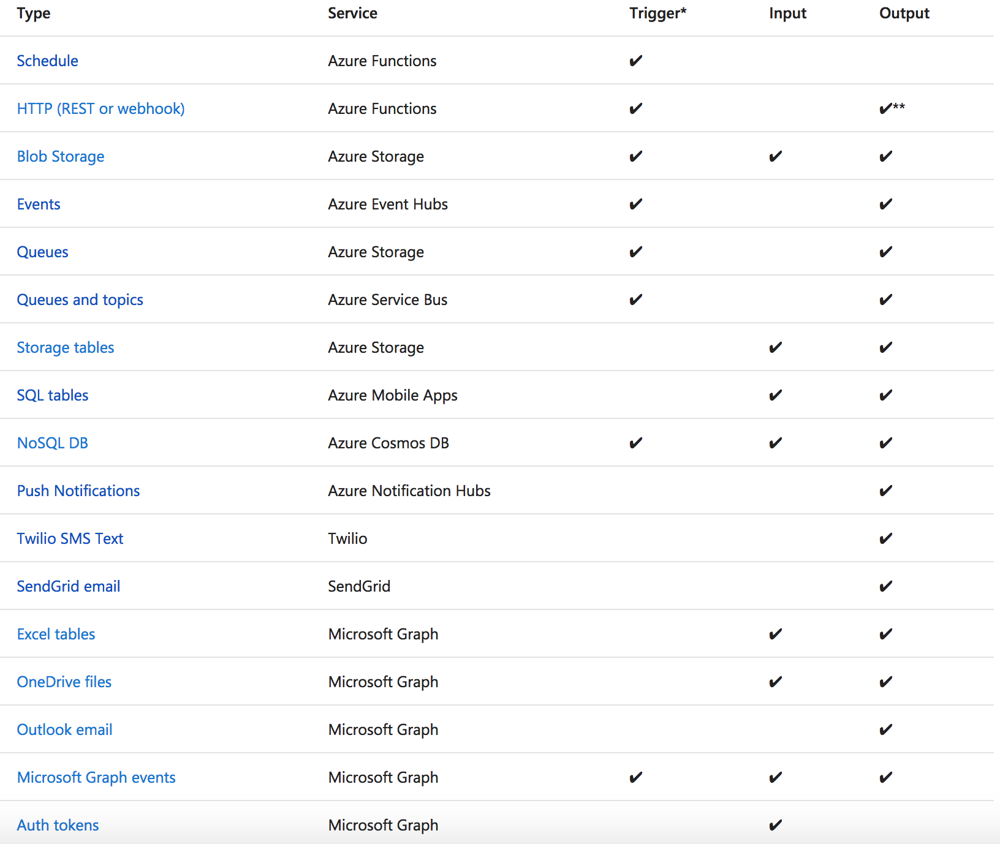 Type Service Trigger* Input Output
Schedule Azure Functions ✔
HTTP (REST or webhook) Azure Functions ✔ ✔**
Blob Storage Azure Storage ✔ ✔ ✔
Events Azure Event Hubs ✔ ✔
Queues Azure Storage ✔ ✔
Queues and topics Azure Service Bus ✔ ✔
Storage tables Azure Storage ✔ ✔
SQL tables Azure Mobile Apps ✔ ✔
NoSQL DB Azure Cosmos DB ✔ ✔ ✔
Push Notifications Azure Notification Hubs ✔
Twilio SMS Text Twilio ✔
SendGrid email SendGrid ✔
Excel tables Microsoft Graph ✔ ✔
OneDrive files Microsoft Graph ✔ ✔
Outlook email Microsoft Graph ✔
Microsoft Graph events Microsoft Graph ✔ ✔ ✔
Auth tokens Microsoft Graph ✔